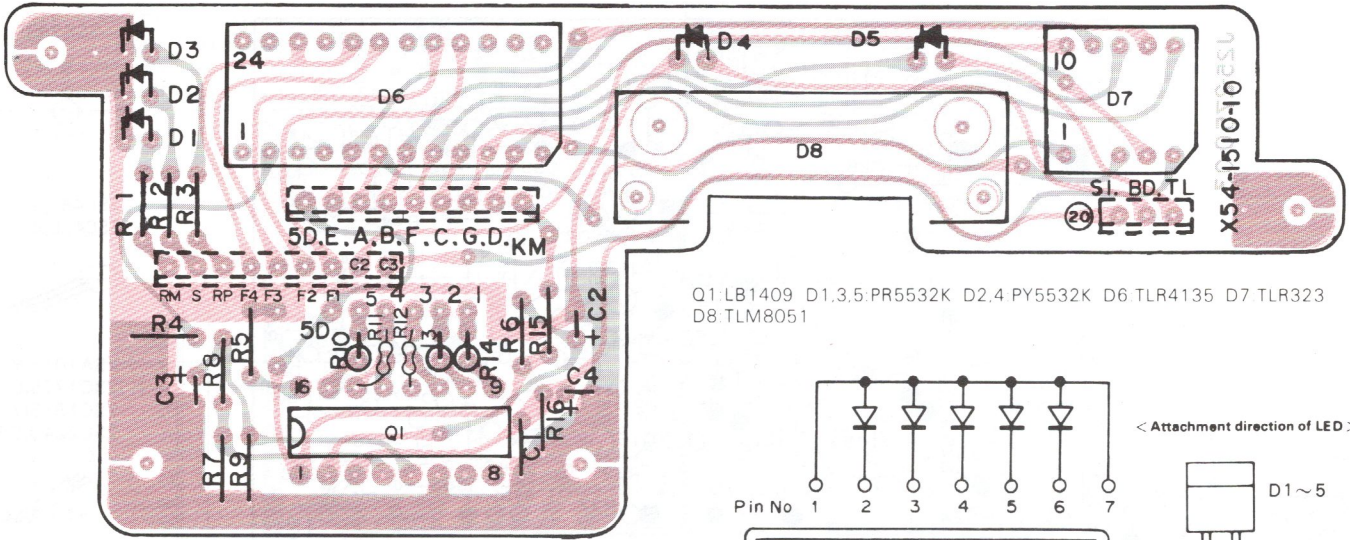 D3
D2
D1
24
D6
1
D4
D5
10
D7
1
D8
X54-1510-10
R1
R2
R3
5D.E.A.B.F.C.G.D.KM
SI. BD. TL
20
C2 C3
RM S RP F4 F3 F2 F1 5 4 3 2 1
5D
R4
R5
R8
C3 +
R10
R11
R12
13
R14
R6
R15
+ C2
C4
+
R16
16
9
Q1
1
8
R7
R9
C1
Q1:LB1409 D1,3,5:PR5532K D2,4:PY5532K D6:TLR4135 D7:TLR323
D8:TLM8051
<Attachment direction of LED>
D1~5
Pin No 1 2 3 4 5 6 7